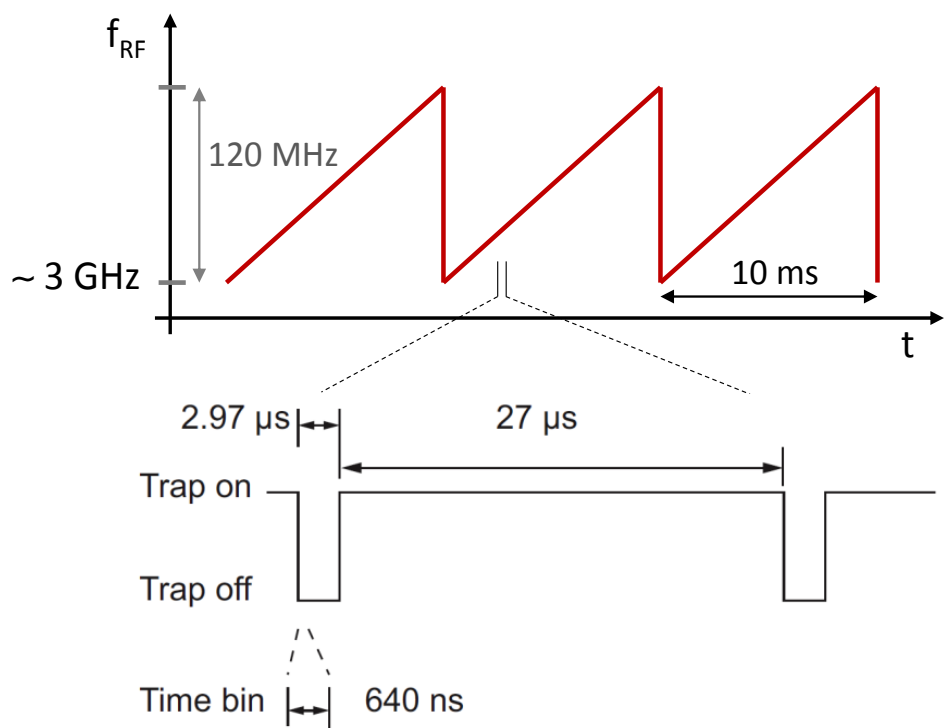 f_RF
120 MHz
~ 3 GHz
10 ms
t
2.97 µs
27 µs
Trap on
Trap off
Time bin
640 ns